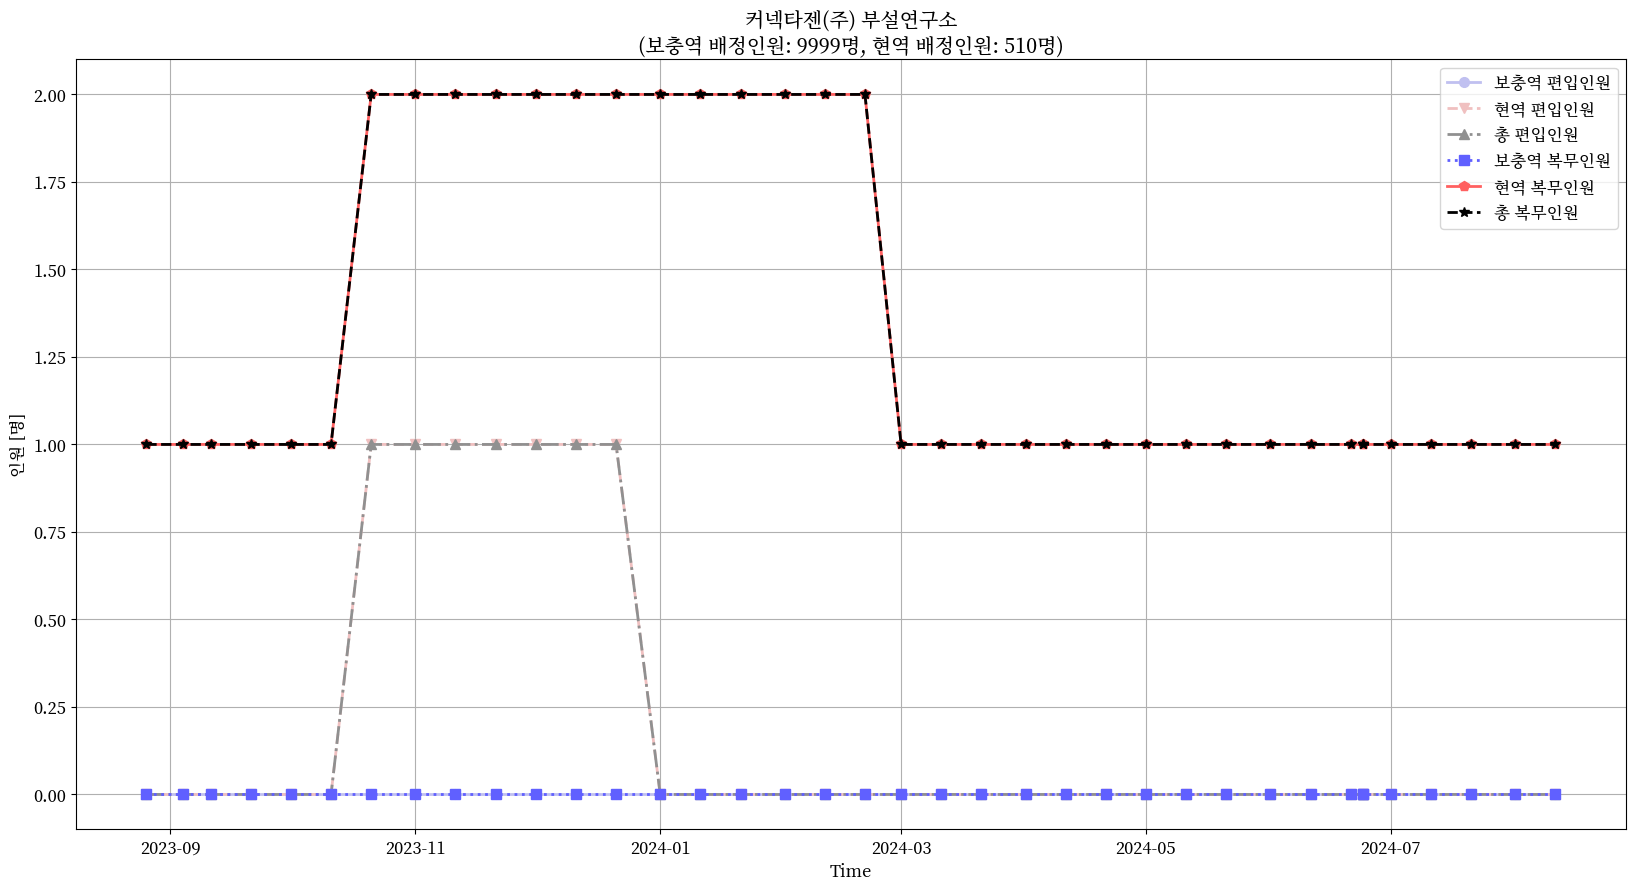 커넥타젠(주) 부설연구소
(보충역 배정인원: 9999명, 현역 배정인원: 510명)
보충역 편입인원
현역 편입인원
총 편입인원
보충역 복무인원
현역 복무인원
총 복무인원
인원 [명]
2.00
1.75
1.50
1.25
1.00
0.75
0.50
0.25
0.00
2023-09
2023-11
2024-01
2024-03
2024-05
2024-07
Time